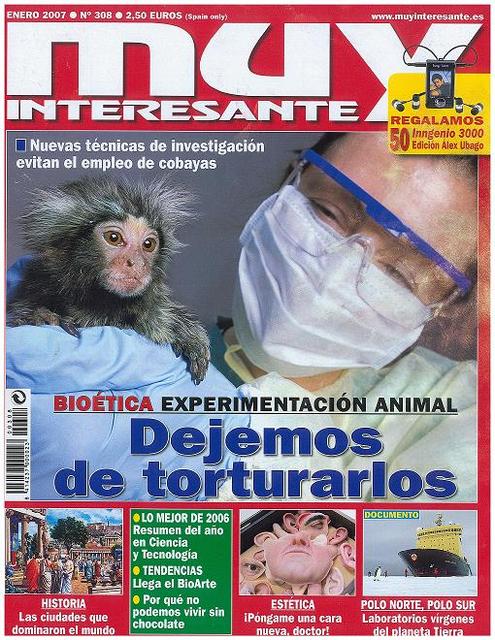 ENERO 2007 ● Nº 308 ● 2,50 EUROS (Spain only)
www.muyinteresante.es
muy
INTERESANTE
REGALAMOS
50 Inngenio 3000
Edición Alex Ubago
Nuevas técnicas de investigación
evitan el empleo de cobayas
BIOÉTICA EXPERIMENTACIÓN ANIMAL
Dejemos
de torturarlos
HISTORIA
Las ciudades que
dominaron el mundo
● LO MEJOR DE 2006
Resumen del año
en Ciencia
y Tecnología
● TENDENCIAS
Llega el BioArte
● Por qué no
podemos vivir sin
chocolate
ESTÉTICA
¡Póngame una cara
nueva, doctor!
DOCUMENTO
POLO NORTE, POLO SUR
Laboratorios vírgenes
del planeta Tierra